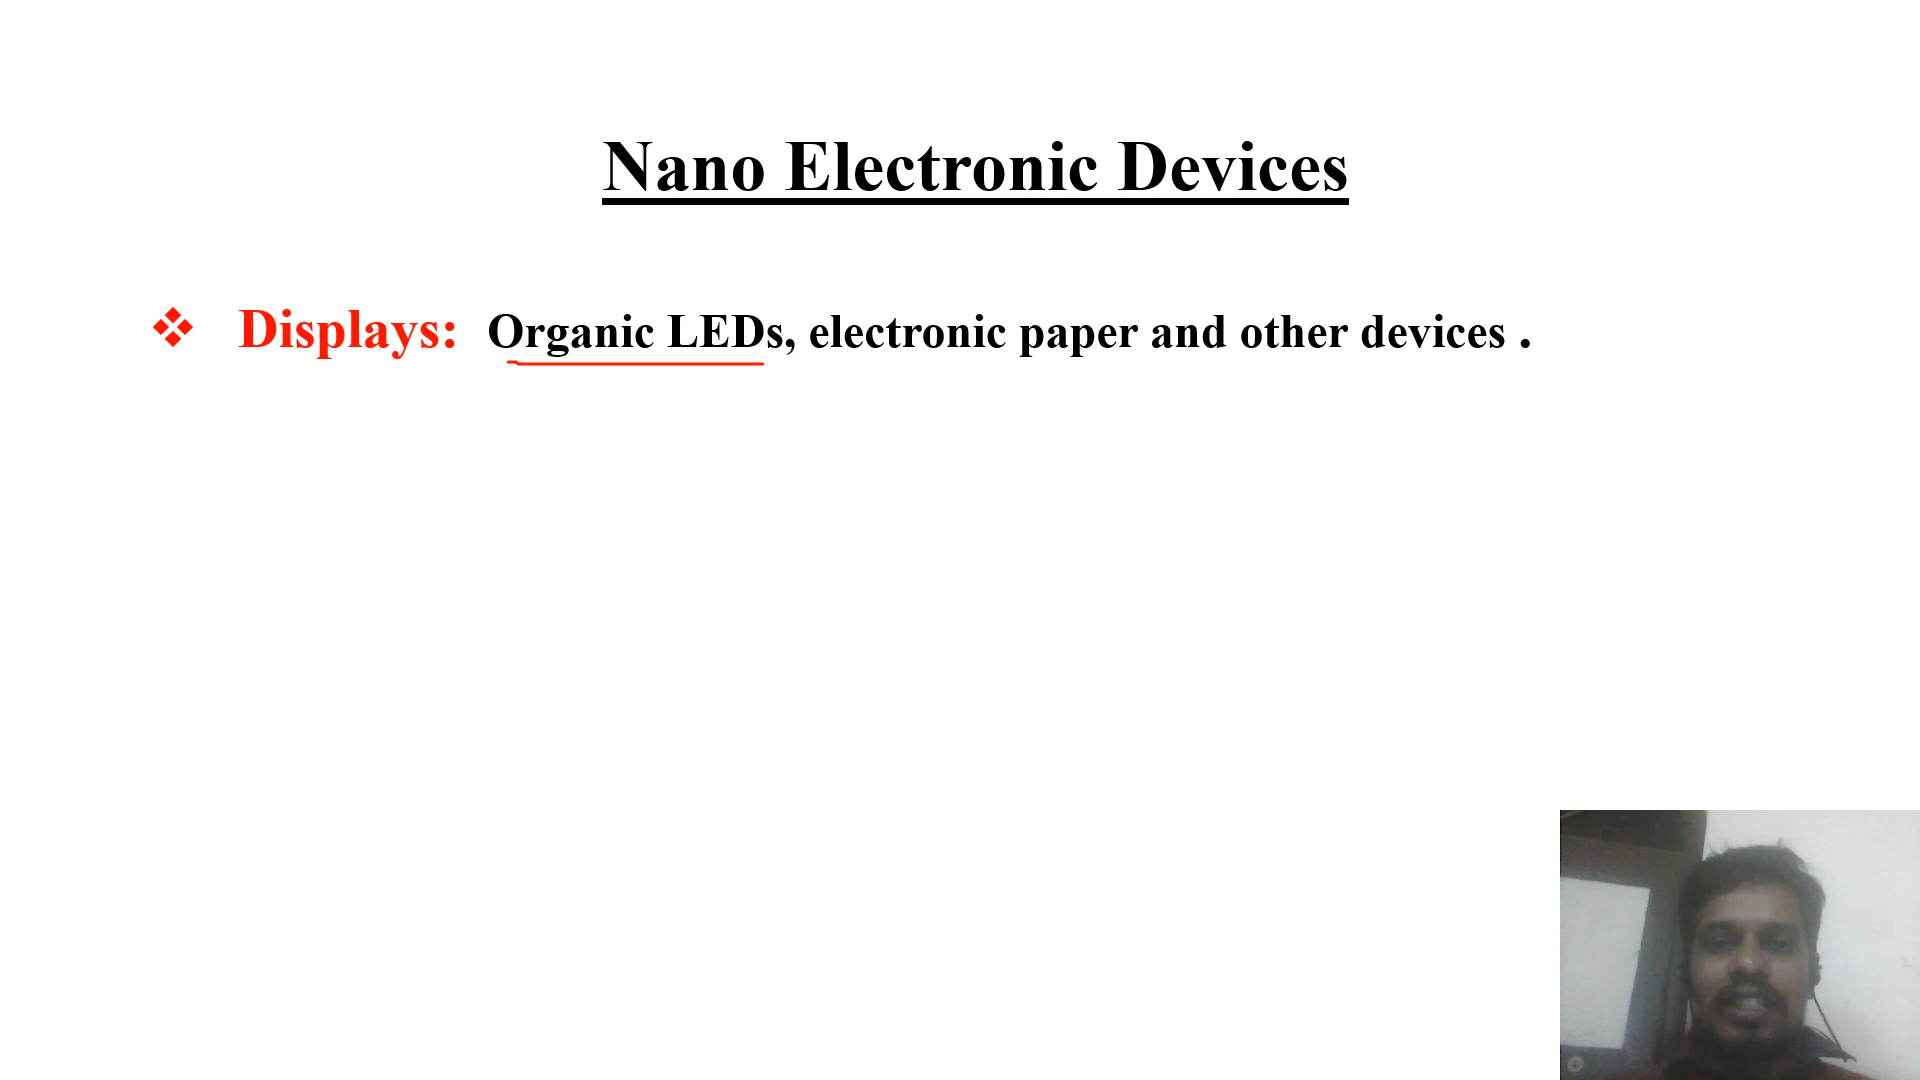 Nano Electronic Devices
❖ Displays: Organic LEDs, electronic paper and other devices .